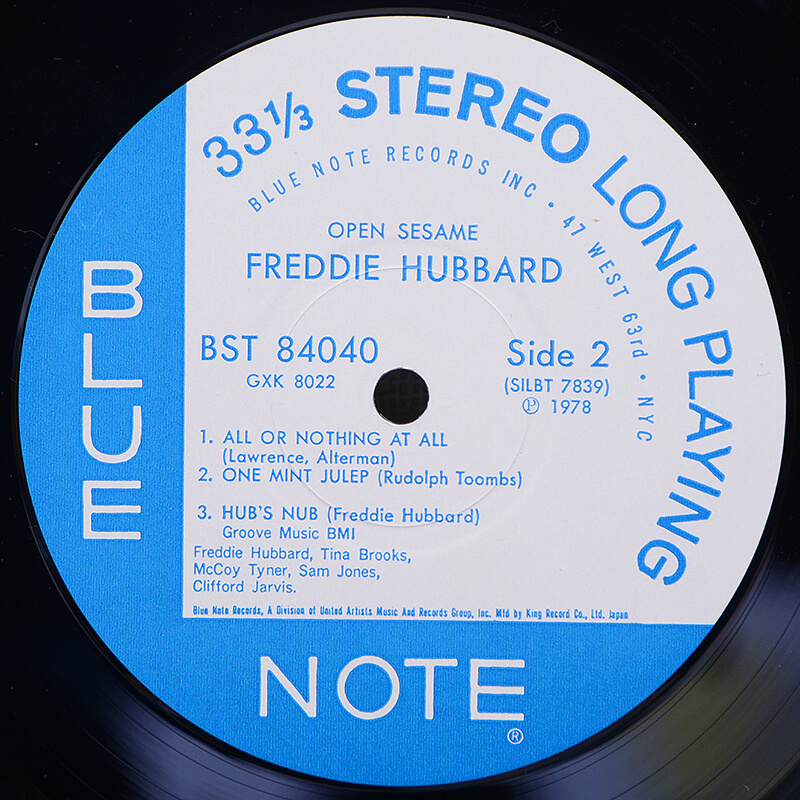 33⅓ STEREO LONG PLAYING
BLUE NOTE RECORDS INC • 47 WEST 63rd • NYC
OPEN SESAME
FREDDIE HUBBARD
BST 84040
GXK 8022
Side 2
(SILBT 7839)
℗ 1978
1. ALL OR NOTHING AT ALL
(Lawrence, Alterman)
2. ONE MINT JULEP (Rudolph Toombs)
3. HUB'S NUB (Freddie Hubbard)
Groove Music BMI
Freddie Hubbard, Tina Brooks,
McCoy Tyner, Sam Jones,
Clifford Jarvis.
Blue Note Records, A Division of United Artists Music And Records Group, Inc. Mfd by King Record Co., Ltd. Japan
BLUE
NOTE
®